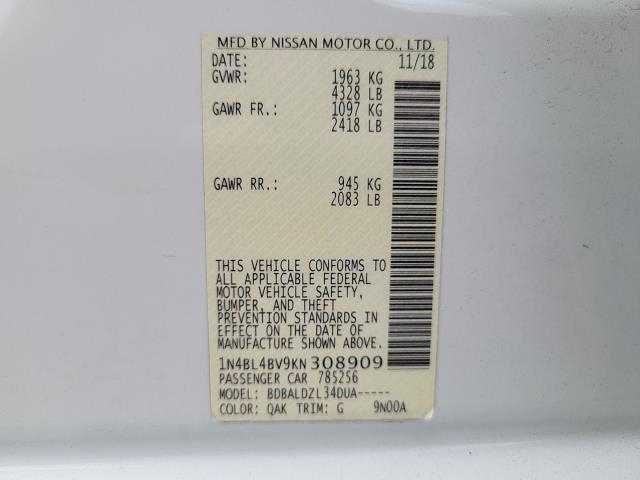 MFD BY NISSAN MOTOR CO., LTD.
DATE: 11/18
GVWR: 1963 KG
4328 LB
GAWR FR.: 1097 KG
2418 LB
GAWR RR.: 945 KG
2083 LB
THIS VEHICLE CONFORMS TO
ALL APPLICABLE FEDERAL
MOTOR VEHICLE SAFETY,
BUMPER, AND THEFT
PREVENTION STANDARDS IN
EFFECT ON THE DATE OF
MANUFACTURE SHOWN ABOVE.
1N4BL4BV9KN308909
PASSENGER CAR 785256
MODEL: BDBALDZL34DUA-----
COLOR: QAK TRIM: G 9N00A